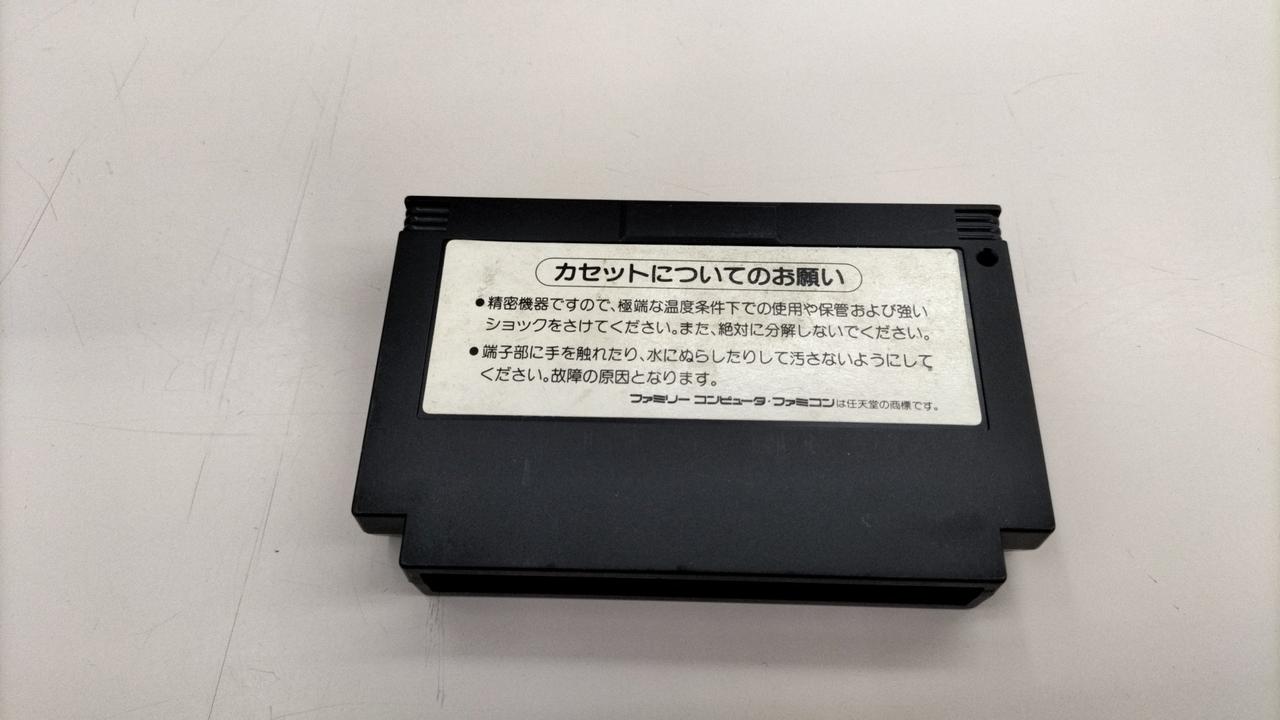 カセットについてのお願い
●精密機器ですので、極端な温度条件下での使用や保管および強い
ショックをさけてください。また、絶対に分解しないでください。
●端子部に手を触れたり、水にぬらしたりして汚さないようにして
ください。故障の原因となります。
ファミリー コンピュータ・ファミコンは任天堂の商標です。